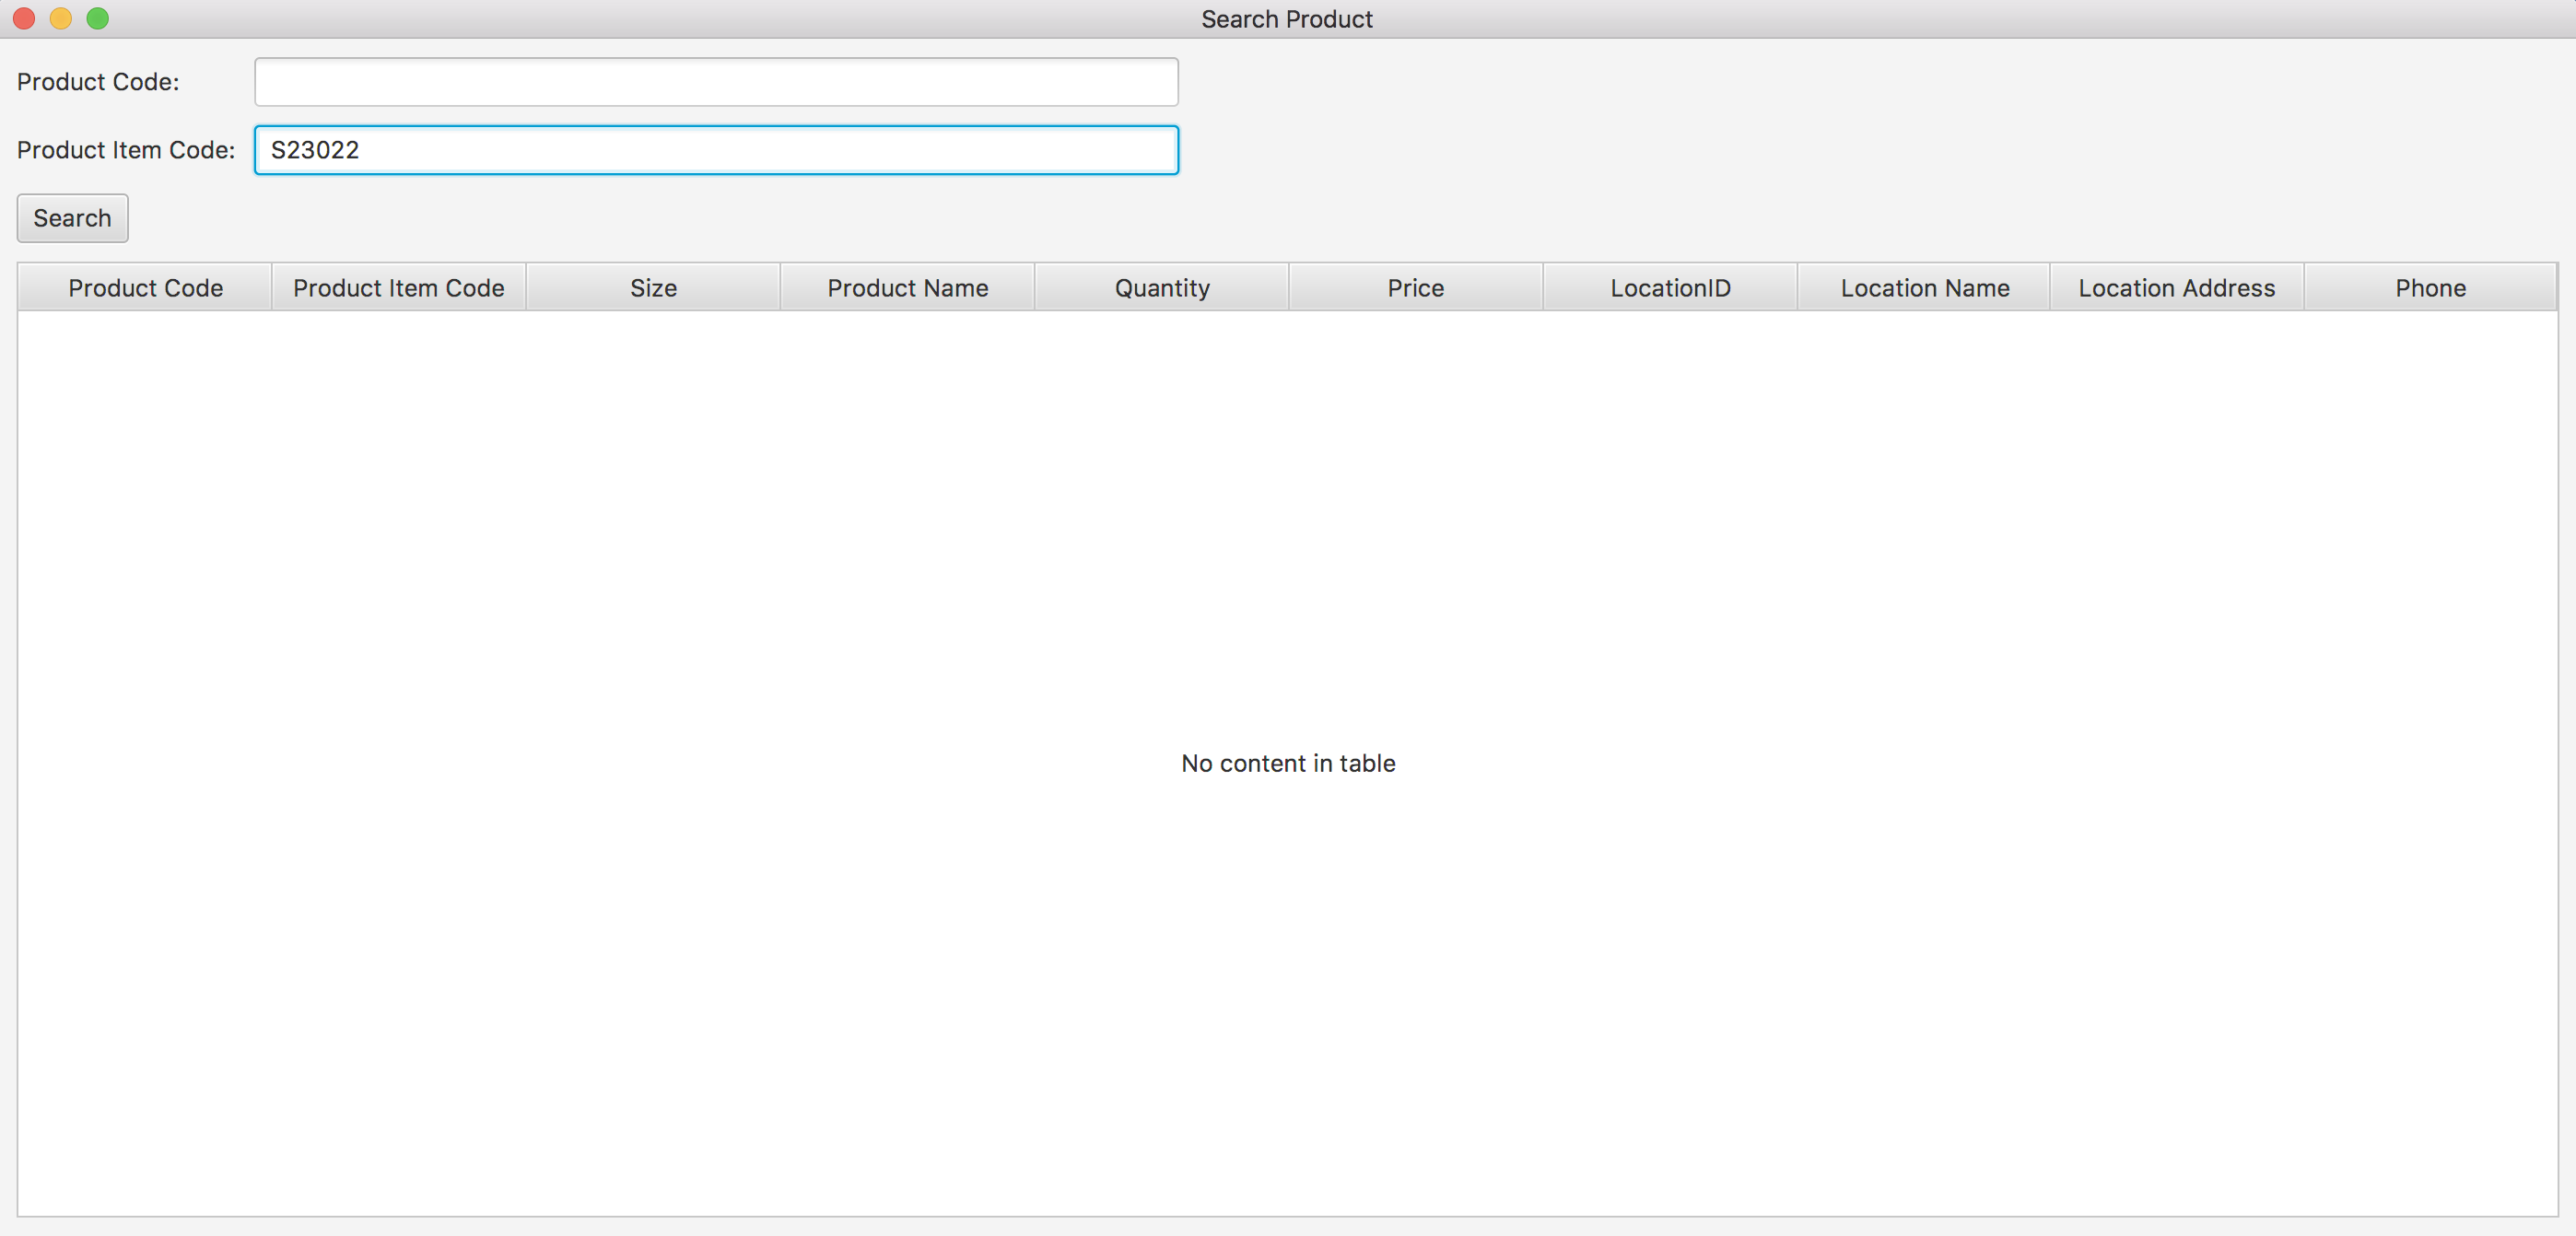 Search Product
Product Code:
Product Item Code: S23022
Search
Product Code Product Item Code Size Product Name Quantity Price LocationID Location Name Location Address Phone
No content in table